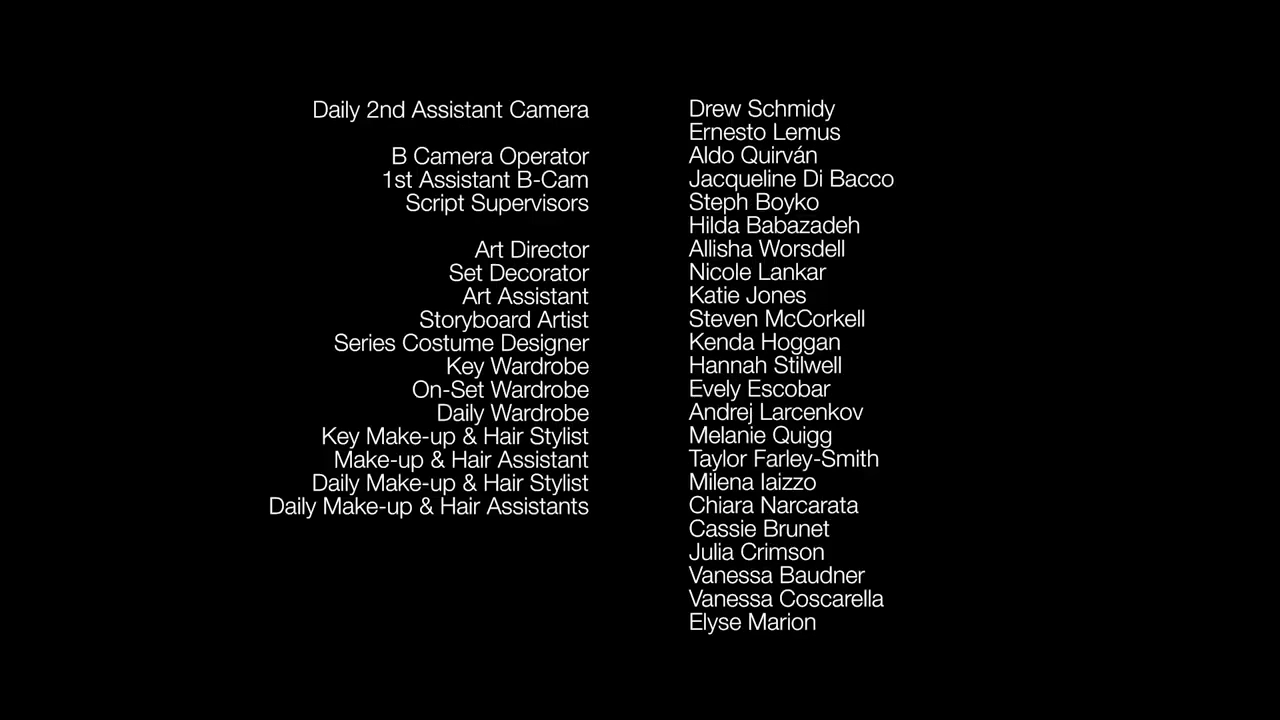 Daily 2nd Assistant Camera Drew Schmidy
Ernesto Lemus
B Camera Operator Aldo Quirván
1st Assistant B-Cam Jacqueline Di Bacco
Script Supervisors Steph Boyko
Hilda Babazadeh
Art Director Allisha Worsdell
Set Decorator Nicole Lankar
Art Assistant Katie Jones
Storyboard Artist Steven McCorkell
Series Costume Designer Kenda Hoggan
Key Wardrobe Hannah Stilwell
On-Set Wardrobe Evely Escobar
Daily Wardrobe Andrej Larcenkov
Key Make-up & Hair Stylist Melanie Quigg
Make-up & Hair Assistant Taylor Farley-Smith
Daily Make-up & Hair Stylist Milena Iaizzo
Daily Make-up & Hair Assistants Chiara Narcarata
Cassie Brunet
Julia Crimson
Vanessa Baudner
Vanessa Coscarella
Elyse Marion